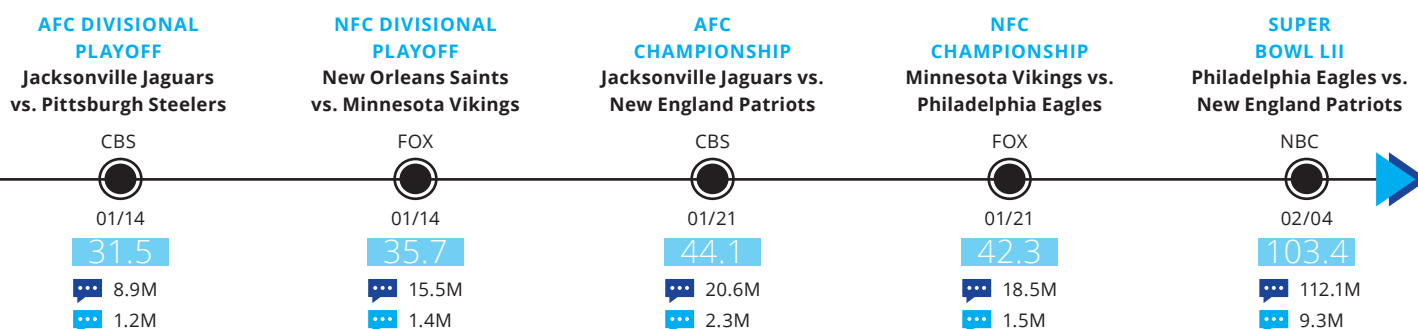 AFC DIVISIONAL
PLAYOFF
Jacksonville Jaguars
vs. Pittsburgh Steelers
CBS
01/14
31.5
8.9M
1.2M
NFC DIVISIONAL
PLAYOFF
New Orleans Saints
vs. Minnesota Vikings
FOX
01/14
35.7
15.5M
1.4M
AFC
CHAMPIONSHIP
Jacksonville Jaguars vs.
New England Patriots
CBS
01/21
44.1
20.6M
2.3M
NFC
CHAMPIONSHIP
Minnesota Vikings vs.
Philadelphia Eagles
FOX
01/21
42.3
18.5M
1.5M
SUPER
BOWL LII
Philadelphia Eagles vs.
New England Patriots
NBC
02/04
103.4
112.1M
9.3M